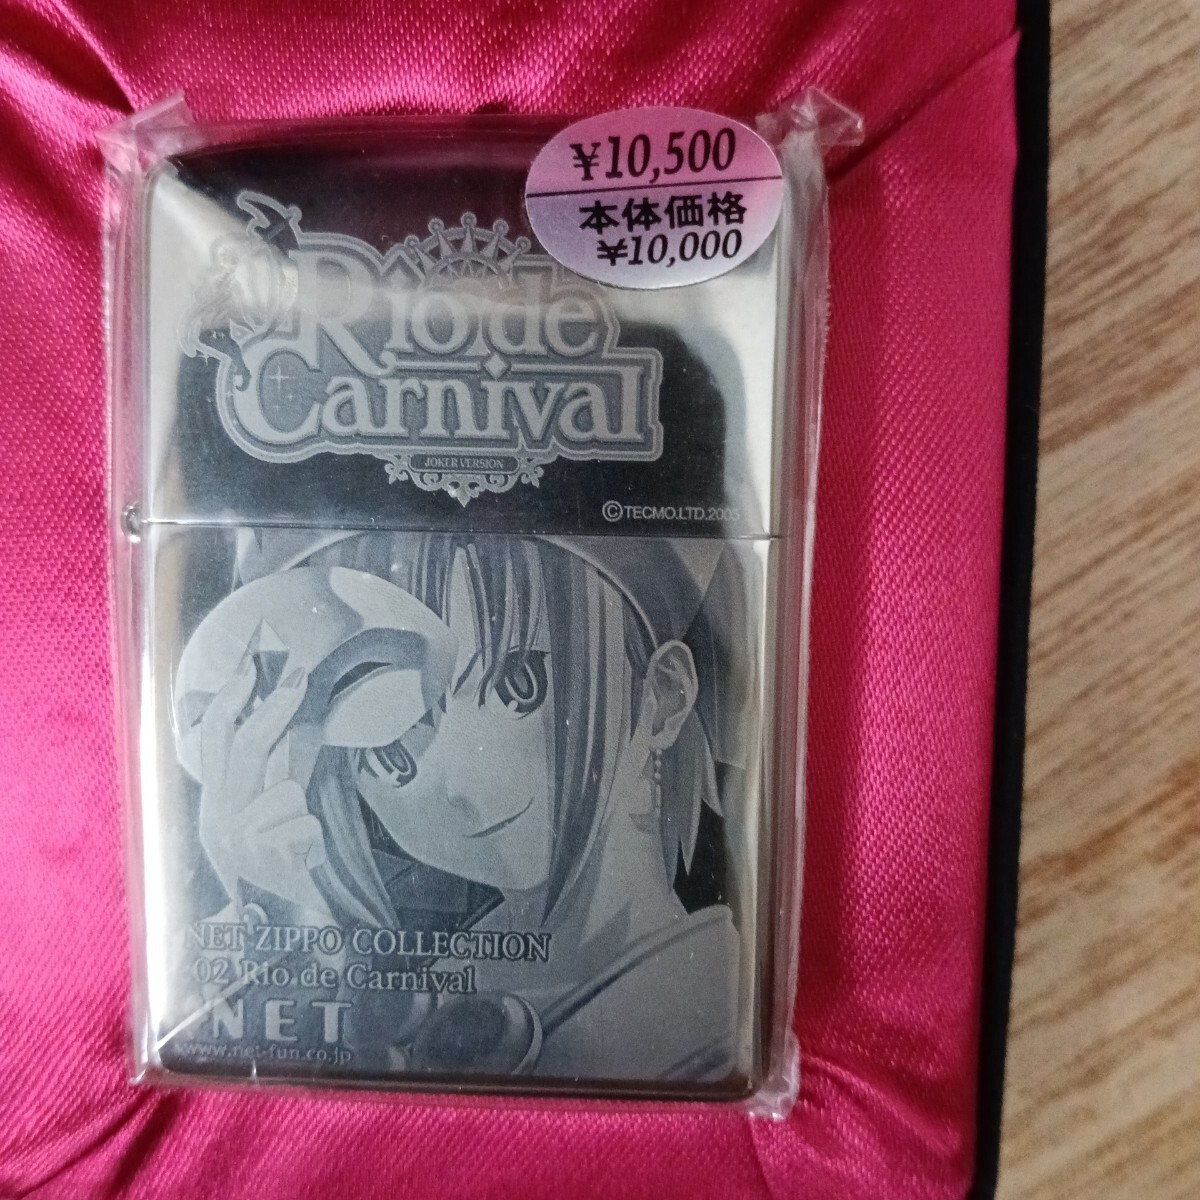 ¥10,500
本体価格
¥10,000
Rio de
Carnival
JOKER VERSION
©TECMO.LTD.2005
NET ZIPPO COLLECTION
02 Rio de Carnival
NET
www.net-fun.co.jp